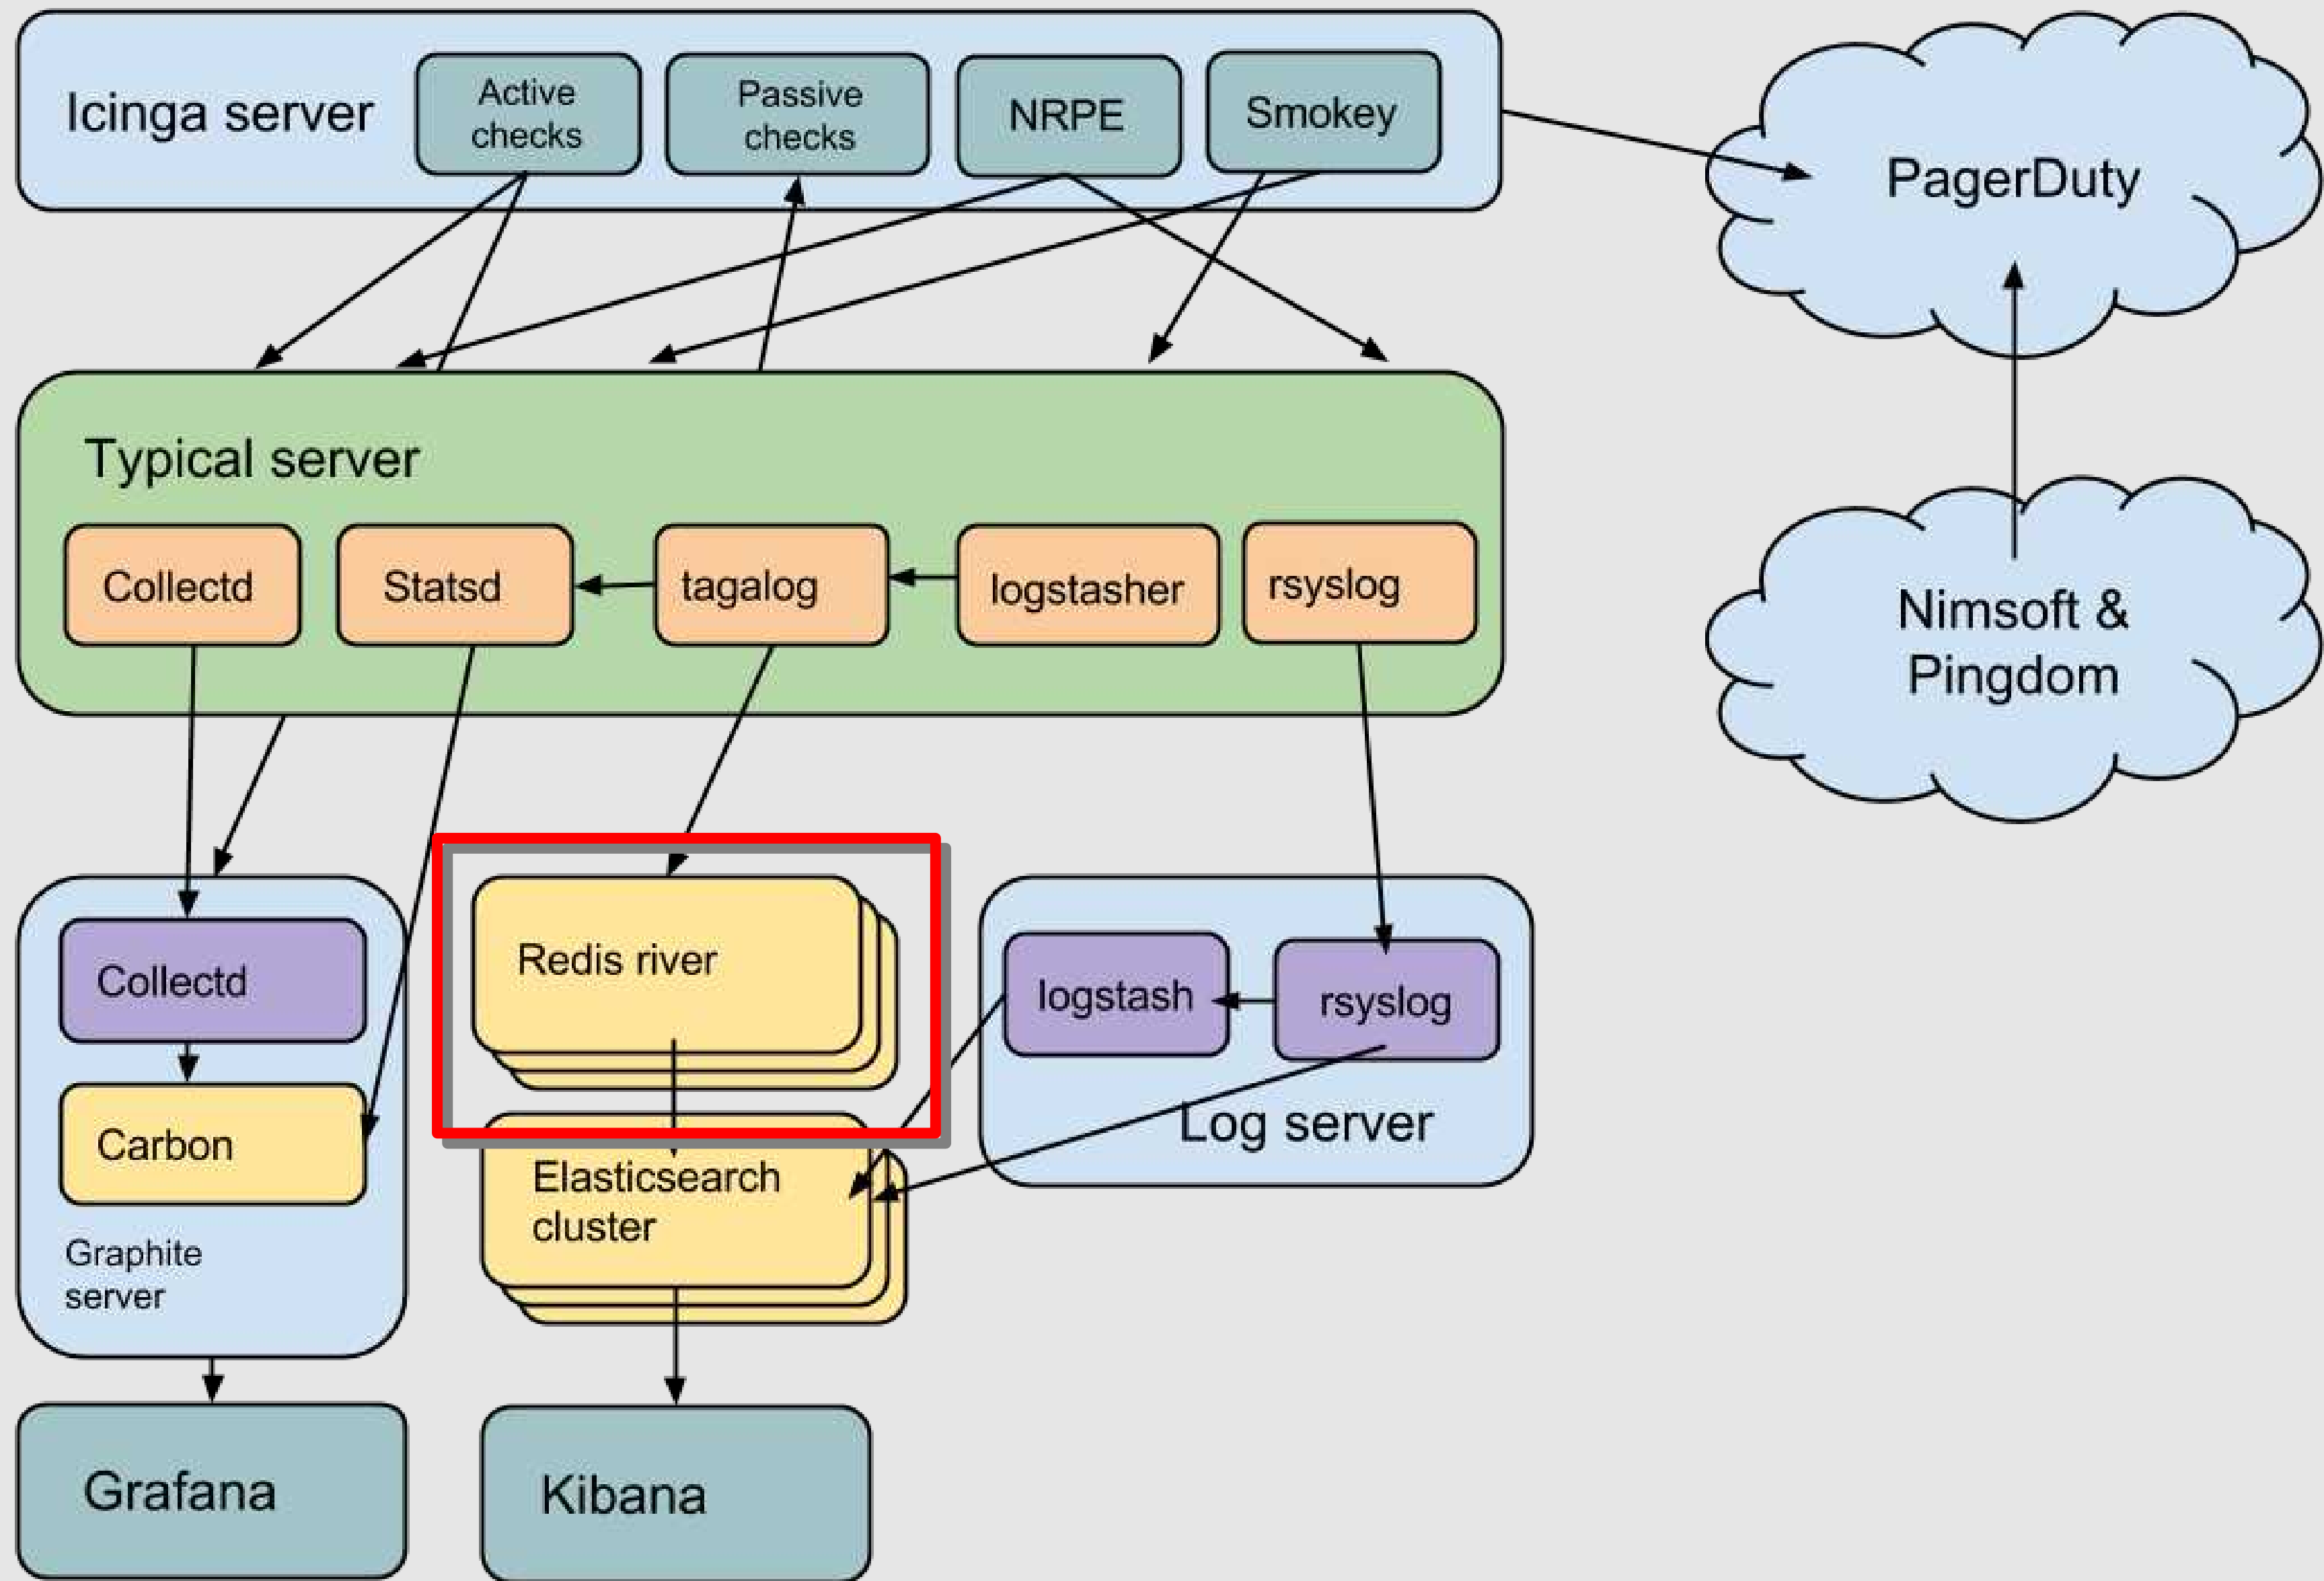 Icinga server
Active
checks
Passive
checks
NRPE
Smokey
PagerDuty
Typical server
Collectd
Statsd
tagalog
logstasher
rsyslog
Nimsoft &
Pingdom
Collectd
Carbon
Graphite
server
Redis river
Elasticsearch
cluster
logstash
rsyslog
Log server
Grafana
Kibana